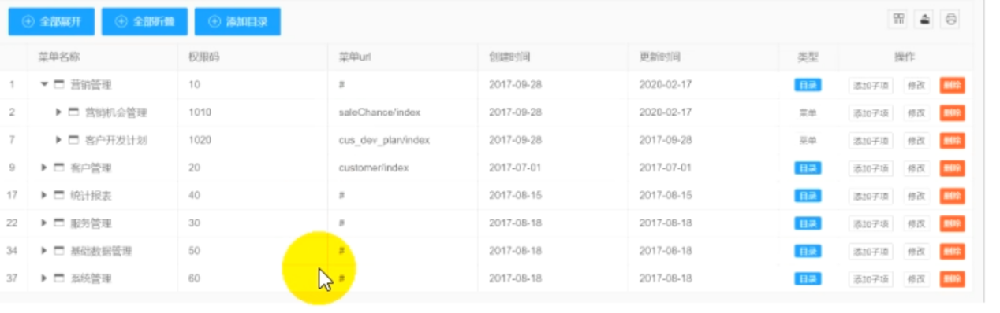 全部展开 全部折叠 添加目录
菜单名称 权限码 菜单url 创建时间 更新时间 类型 操作
1 营销管理 10 # 2017-09-28 2020-02-17 目录 添加子项 修改 删除
2 营销机会管理 1010 saleChance/index 2017-09-28 2020-02-17 菜单 添加子项 修改 删除
7 客户开发计划 1020 cus_dev_plan/index 2017-09-28 2017-09-28 菜单 添加子项 修改 删除
9 客户管理 20 customer/index 2017-07-01 2017-07-01 目录 添加子项 修改 删除
17 统计报表 40 # 2017-08-15 2017-08-15 目录 添加子项 修改 删除
22 服务管理 30 # 2017-08-18 2017-08-18 目录 添加子项 修改 删除
34 基础数据管理 50 # 2017-08-18 2017-08-18 目录 添加子项 修改 删除
37 系统管理 60 # 2017-08-18 2017-08-18 目录 添加子项 修改 删除